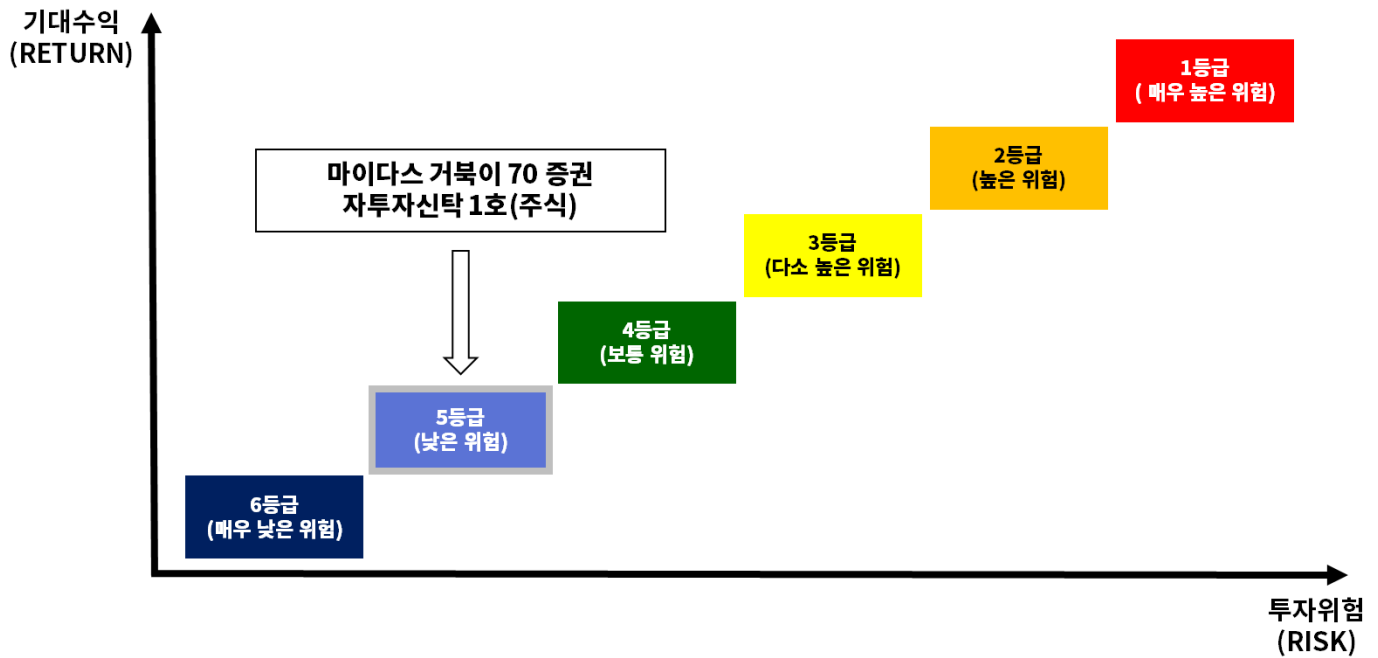 기대수익
(RETURN)
1등급
( 매우 높은 위험)
2등급
(높은 위험)
마이다스 거북이 70 증권
자투자신탁 1호(주식)
3등급
(다소 높은 위험)
4등급
(보통 위험)
5등급
(낮은 위험)
6등급
(매우 낮은 위험)
투자위험
(RISK)